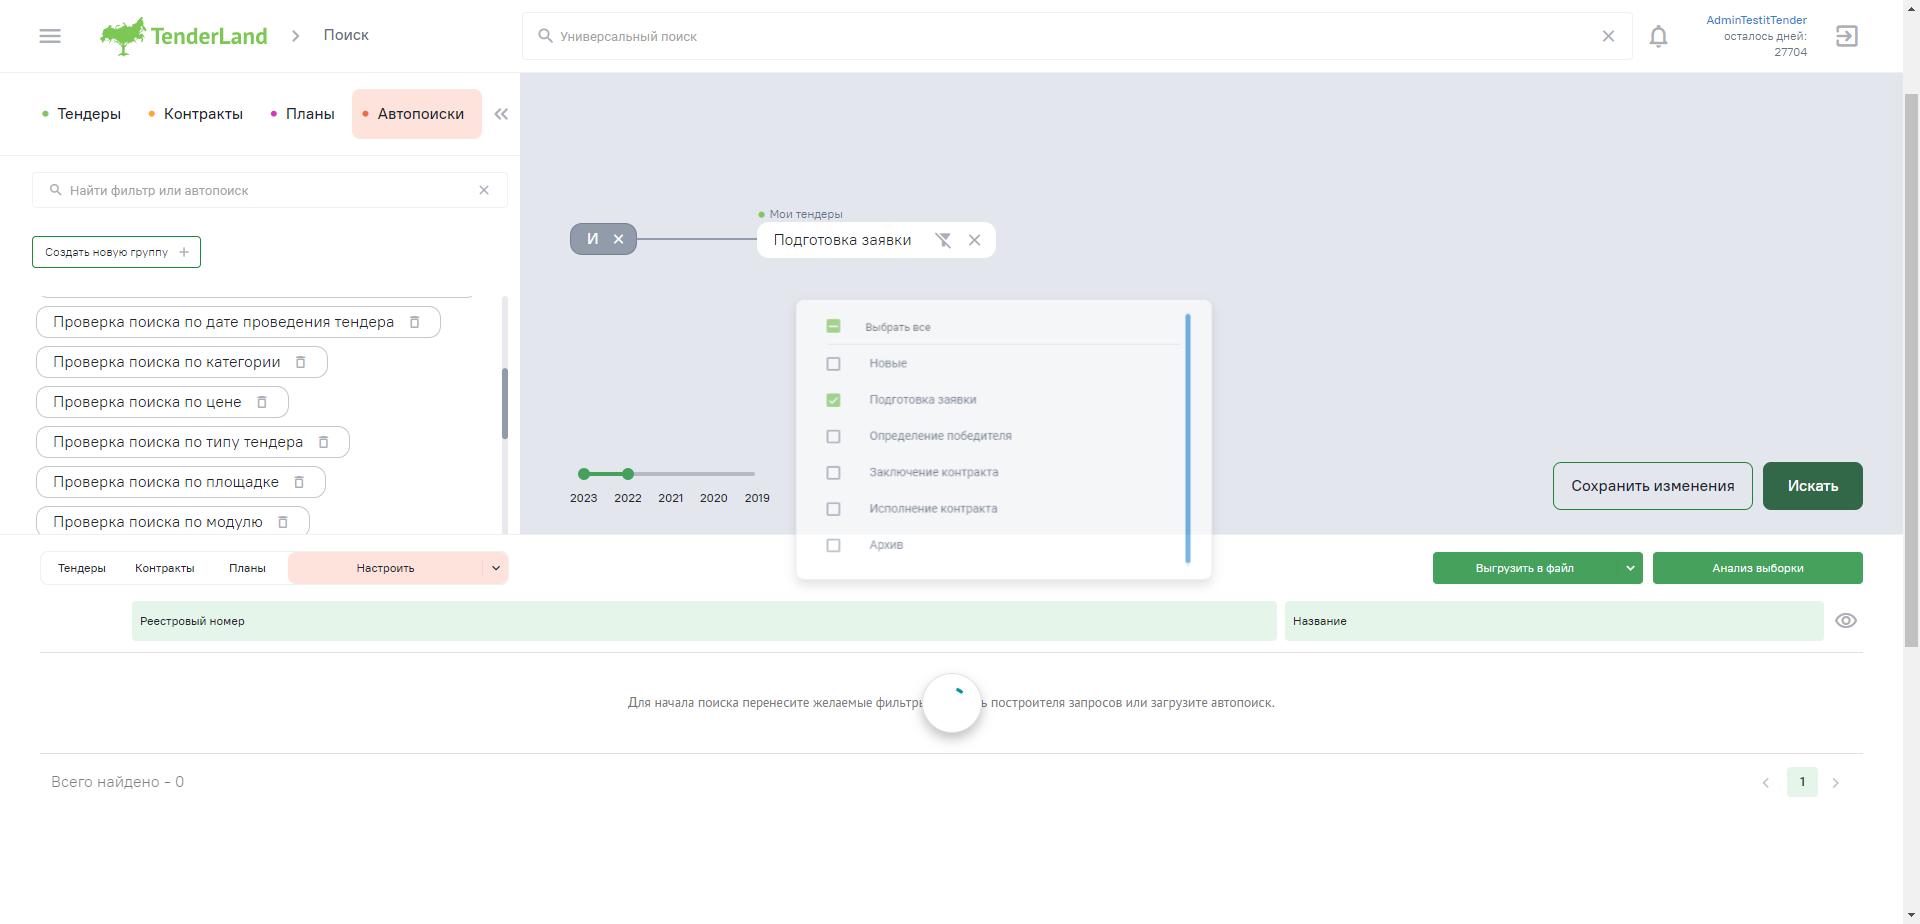 TenderLand
Поиск
Универсальный поиск
AdminTestitTender
осталось дней:
27704
Тендеры
Контракты
Планы
Автопоиски
Найти фильтр или автопоиск
Создать новую группу
Проверка поиска по дате проведения тендера
Проверка поиска по категории
Проверка поиска по цене
Проверка поиска по типу тендера
Проверка поиска по площадке
Проверка поиска по модулю
И
Мои тендеры
Подготовка заявки
Выбрать все
Новые
Подготовка заявки
Определение победителя
Заключение контракта
Исполнение контракта
Архив
2023 2022 2021 2020 2019
Сохранить изменения
Искать
Тендеры
Контракты
Планы
Настроить
Выгрузить в файл
Анализ выборки
Реестровый номер
Название
Для начала поиска перенесите желаемые построителя запросов или загрузите автопоиск.
Всего найдено - 0
1